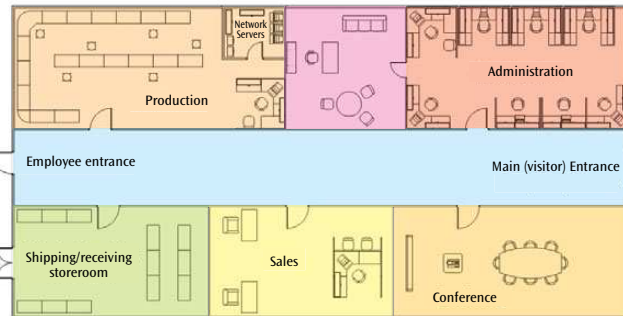 Network
Servers
Administration
Production
Employee entrance
Main (visitor) Entrance
Shipping/receiving
storeroom
Sales
Conference